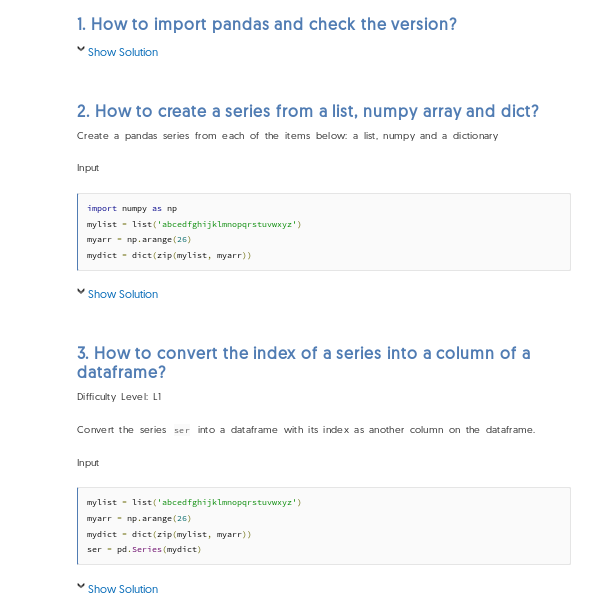 1. How to import pandas and check the version?
Show Solution
2. How to create a series from a list, numpy array and dict?
Create a pandas series from each of the items below: a list, numpy and a dictionary
Input
import numpy as np
mylist = list('abcedfghijklmnopqrstuvwxyz')
myarr = np.arange(26)
mydict = dict(zip(mylist, myarr))
Show Solution
3. How to convert the index of a series into a column of a
dataframe?
Difficulty Level: L1
Convert the series ser into a dataframe with its index as another column on the dataframe.
Input
mylist = list('abcedfghijklmnopqrstuvwxyz')
myarr = np.arange(26)
mydict = dict(zip(mylist, myarr))
ser = pd.Series(mydict)
Show Solution